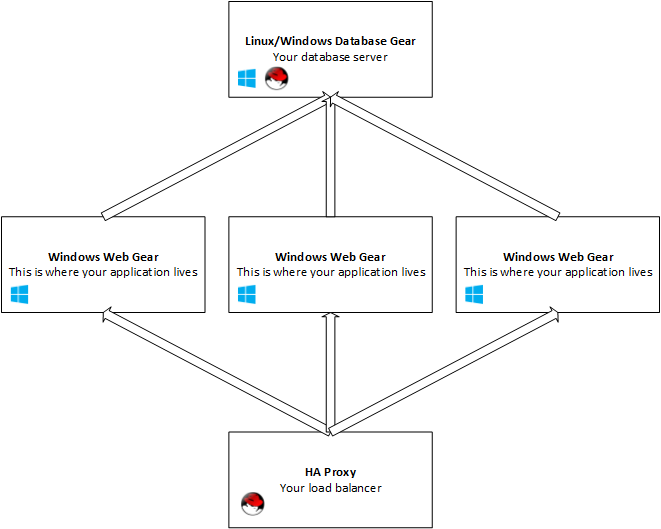 Linux/Windows Database Gear
Your database server
Windows Web Gear
This is where your application lives
Windows Web Gear
This is where your application lives
Windows Web Gear
This is where your application lives
HA Proxy
Your load balancer